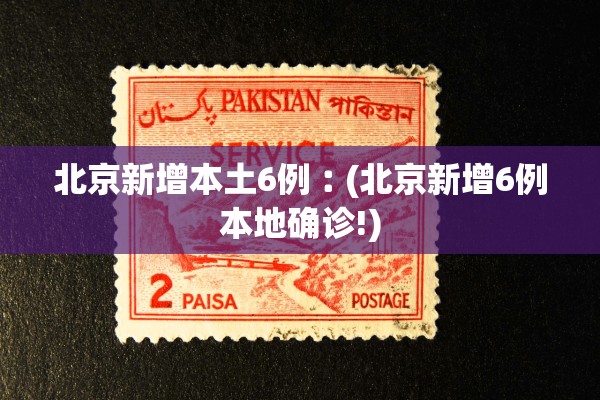 پاکستان PAKISTAN পাকিস্তান
SERVICE
北京新增本土6例︰(北京新增6例
本地确诊!)
2 PAISA POSTAGE